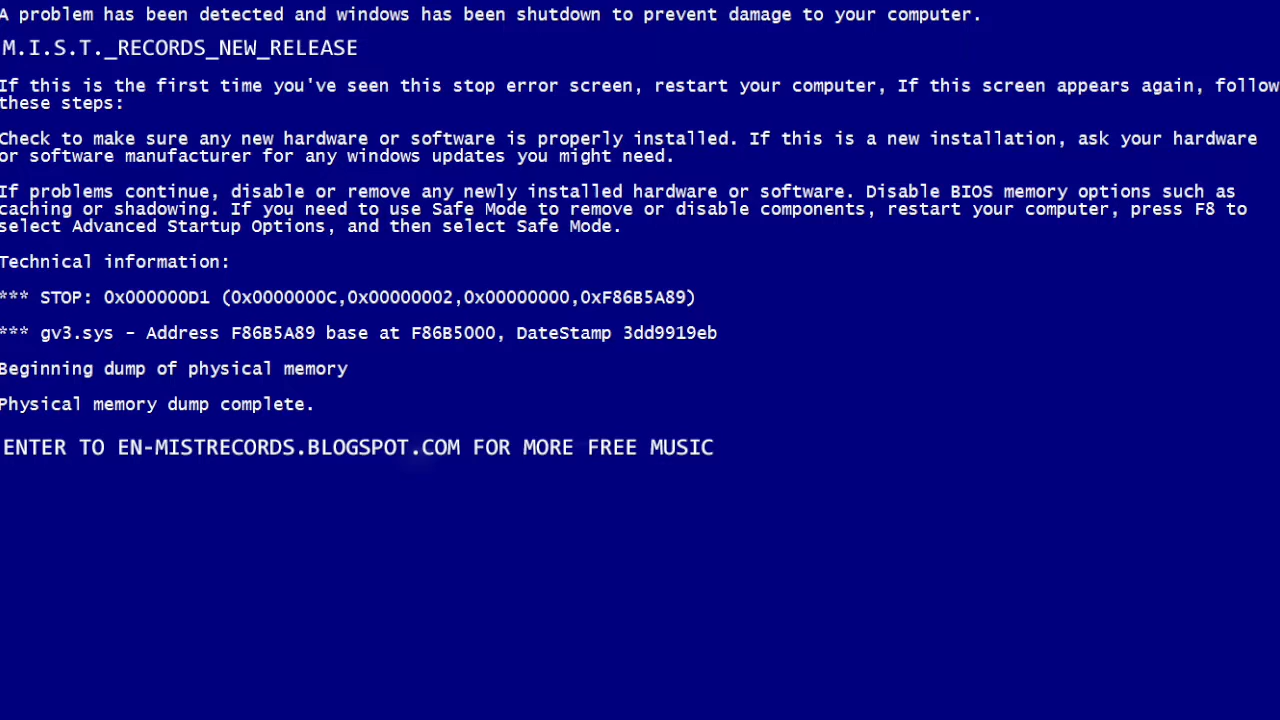 A problem has been detected and windows has been shutdown to prevent damage to your computer.
M.I.S.T._RECORDS_NEW_RELEASE
If this is the first time you've seen this stop error screen, restart your computer, If this screen appears again, follow
these steps:
Check to make sure any new hardware or software is properly installed. If this is a new installation, ask your hardware
or software manufacturer for any windows updates you might need.
If problems continue, disable or remove any newly installed hardware or software. Disable BIOS memory options such as
caching or shadowing. If you need to use Safe Mode to remove or disable components, restart your computer, press F8 to
select Advanced Startup Options, and then select Safe Mode.
Technical information:
*** STOP: 0x000000D1 (0x0000000C,0x00000002,0x00000000,0xF86B5A89)
*** gv3.sys - Address F86B5A89 base at F86B5000, DateStamp 3dd9919eb
Beginning dump of physical memory
Physical memory dump complete.
ENTER TO EN-MISTRECORDS.BLOGSPOT.COM FOR MORE FREE MUSIC